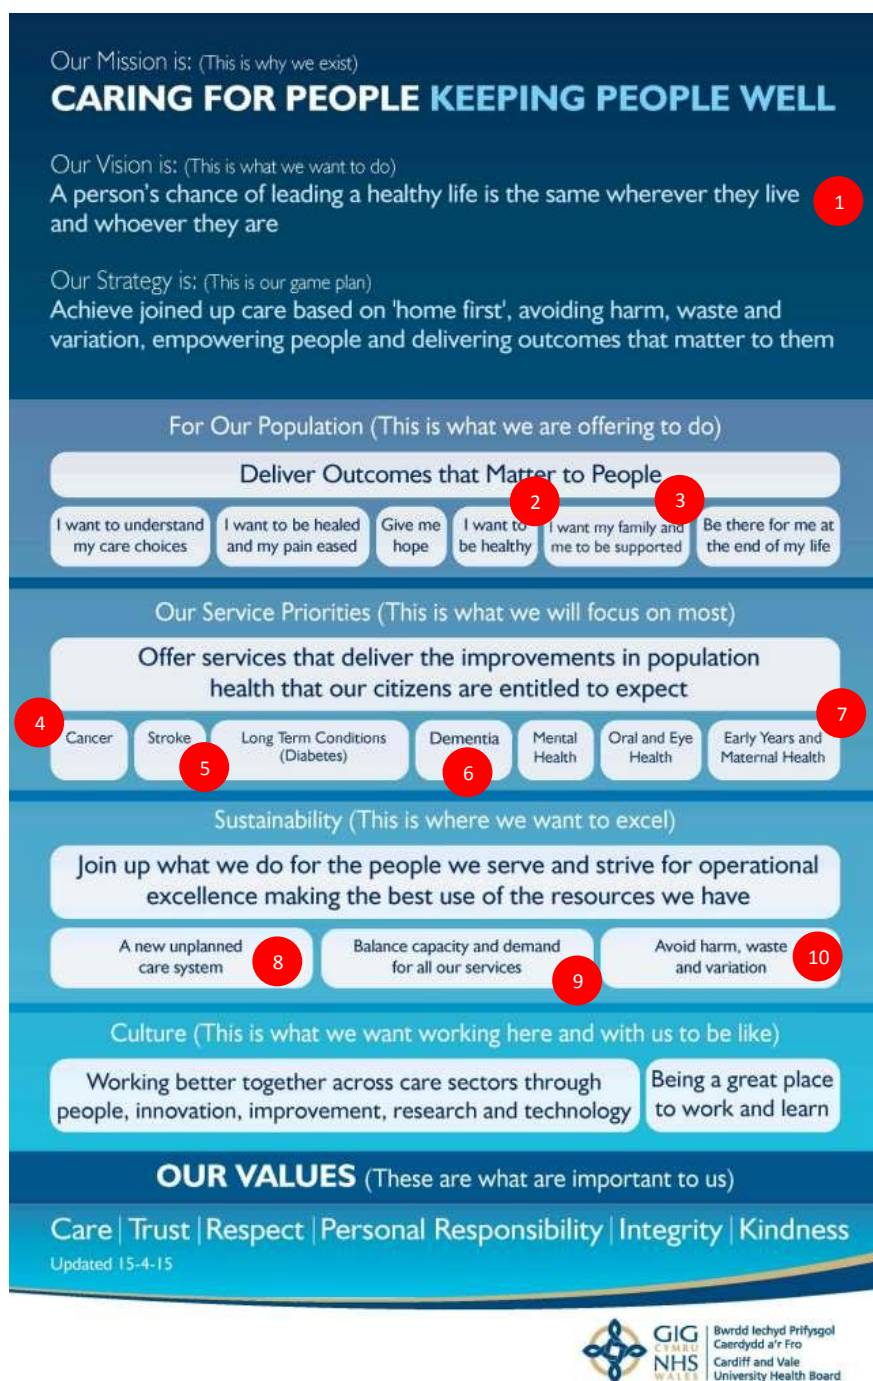 Our Mission is: (This is why we exist)
CARING FOR PEOPLE KEEPING PEOPLE WELL
Our Vision is: (This is what we want to do)
A person's chance of leading a healthy life is the same wherever they live
and whoever they are
1
Our Strategy is: (This is our game plan)
Achieve joined up care based on 'home first', avoiding harm, waste and
variation, empowering people and delivering outcomes that matter to them
For Our Population (This is what we are offering to do)
Deliver Outcomes that Matter to People
2
3
I want to understand
my care choices
I want to be healed
and my pain eased
Give me
hope
I want to
be healthy
I want my family and
me to be supported
Be there for me at
the end of my life
Our Service Priorities (This is what we will focus on most)
Offer services that deliver the improvements in population
health that our citizens are entitled to expect
4
Cancer
Stroke
5
Long Term Conditions
(Diabetes)
Dementia
6
Mental
Health
Oral and Eye
Health
Early Years and
Maternal Health
7
Sustainability (This is where we want to excel)
Join up what we do for the people we serve and strive for operational
excellence making the best use of the resources we have
A new unplanned
care system
8
Balance capacity and demand
for all our services
9
Avoid harm, waste
and variation
10
Culture (This is what we want working here and with us to be like)
Working better together across care sectors through
people, innovation, improvement, research and technology
Being a great place
to work and learn
OUR VALUES (These are what are important to us)
Care | Trust | Respect | Personal Responsibility | Integrity | Kindness
Updated 15-4-15
GIG
CYMRU
NHS
WALES
Bwrdd Iechyd Prifysgol
Caerdydd a'r Fro
Cardiff and Vale
University Health Board